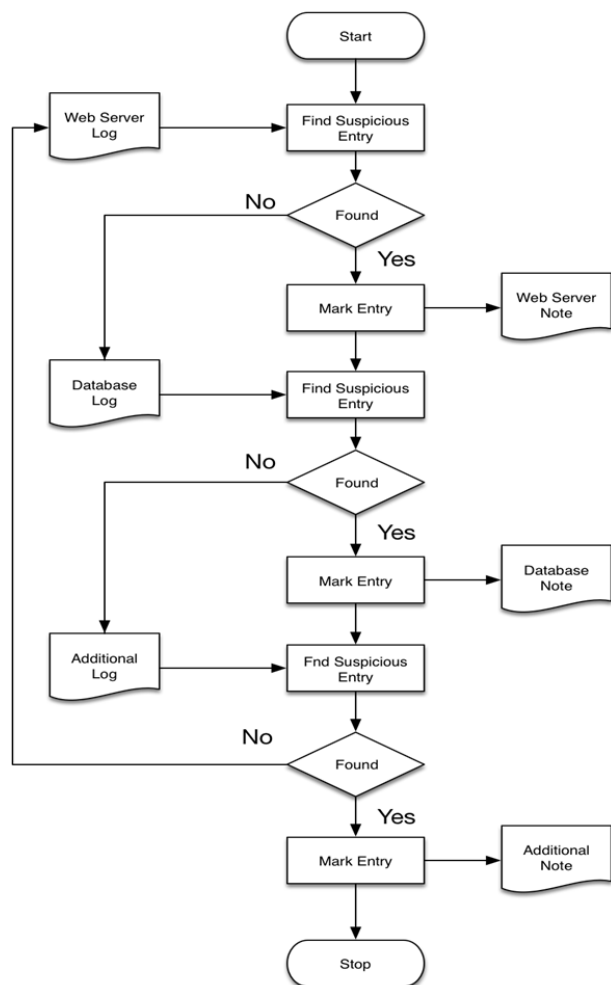 Start
Web Server
Log
Find Suspicious
Entry
No
Found
Yes
Mark Entry
Web Server
Note
Database
Log
Find Suspicious
Entry
No
Found
Yes
Mark Entry
Database
Note
Additional
Log
Fnd Suspicious
Entry
No
Found
Yes
Mark Entry
Additional
Note
Stop